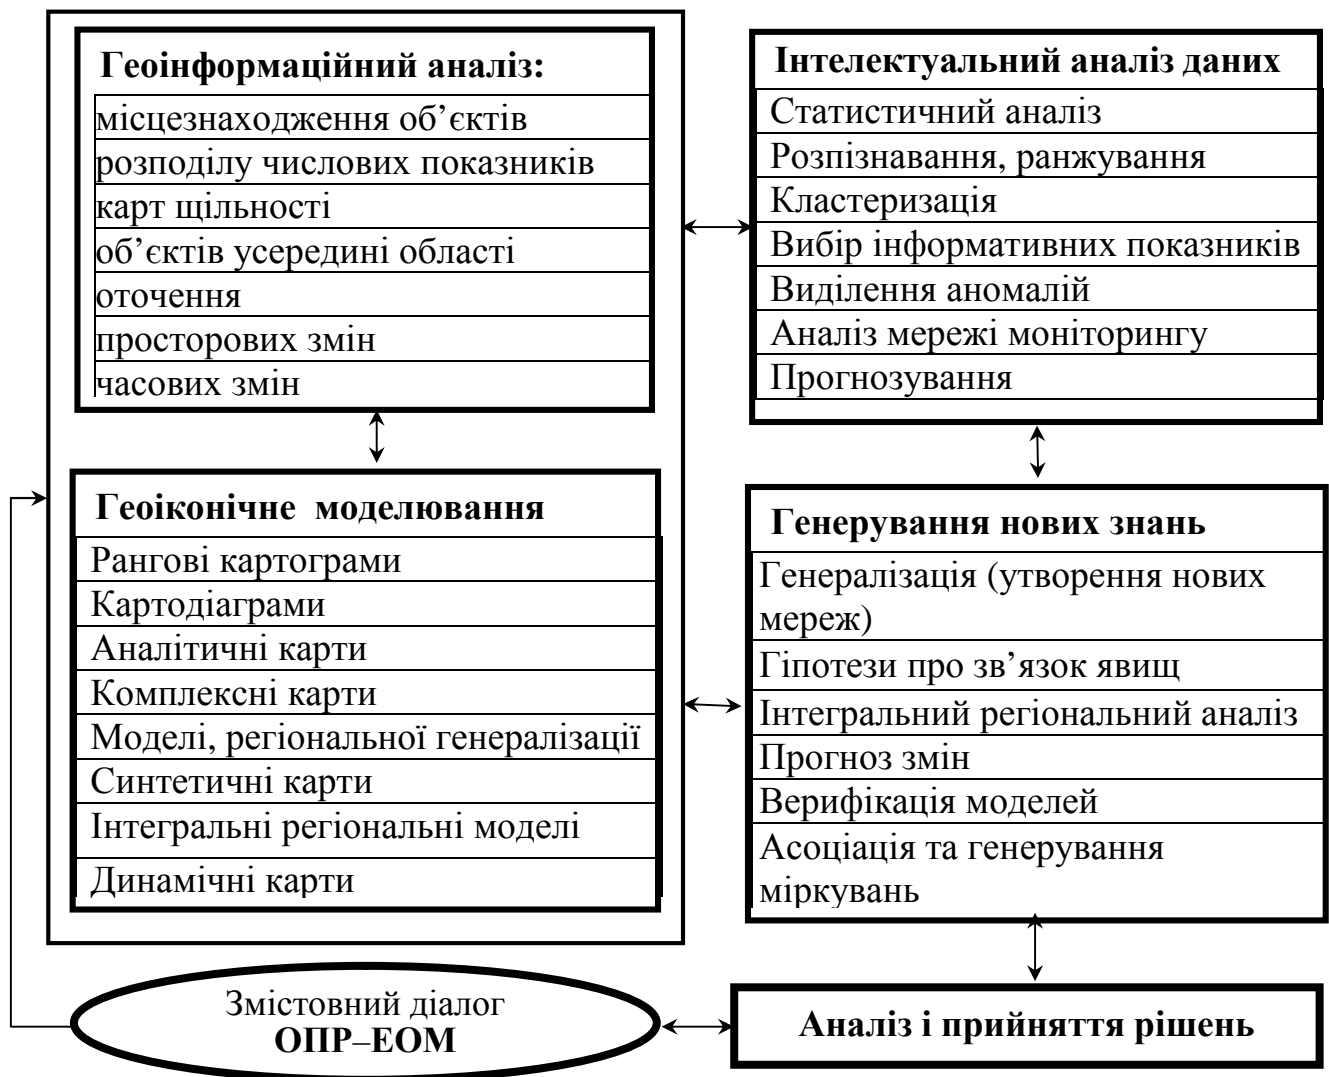 Геоінформаційний аналіз:
місцезнаходження об’єктів
розподілу числових показників
карт щільності
об’єктів усередині області
оточення
просторових змін
часових змін
Інтелектуальний аналіз даних
Статистичний аналіз
Розпізнавання, ранжування
Кластеризація
Вибір інформативних показників
Виділення аномалій
Аналіз мережі моніторингу
Прогнозування
Геоіконічне моделювання
Рангові картограми
Картодіаграми
Аналітичні карти
Комплексні карти
Моделі, регіональної генералізації
Синтетичні карти
Інтегральні регіональні моделі
Динамічні карти
Генерування нових знань
Генералізація (утворення нових
мереж)
Гіпотези про зв’язок явищ
Інтегральний регіональний аналіз
Прогноз змін
Верифікація моделей
Асоціація та генерування
міркувань
Змістовний діалог
ОПР–ЕОМ
Аналіз і прийняття рішень